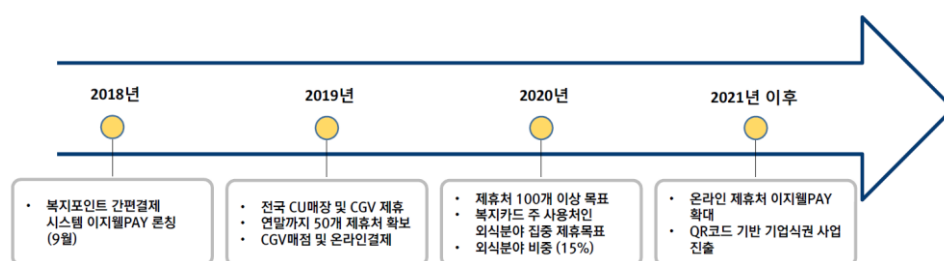 2018년
2019년
2020년
2021년 이후
• 복지포인트 간편결제
시스템 이지웰PAY 론칭
(9월)
• 전국 CU매장 및 CGV 제휴
• 연말까지 50개 제휴처 확보
• CGV매점 및 온라인결제
• 제휴처 100개 이상 목표
• 복지카드 주 사용처인
외식분야 집중 제휴목표
• 외식분야 비중 (15%)
• 온라인 제휴처 이지웰PAY
확대
• QR코드 기반 기업식권 사업
진출